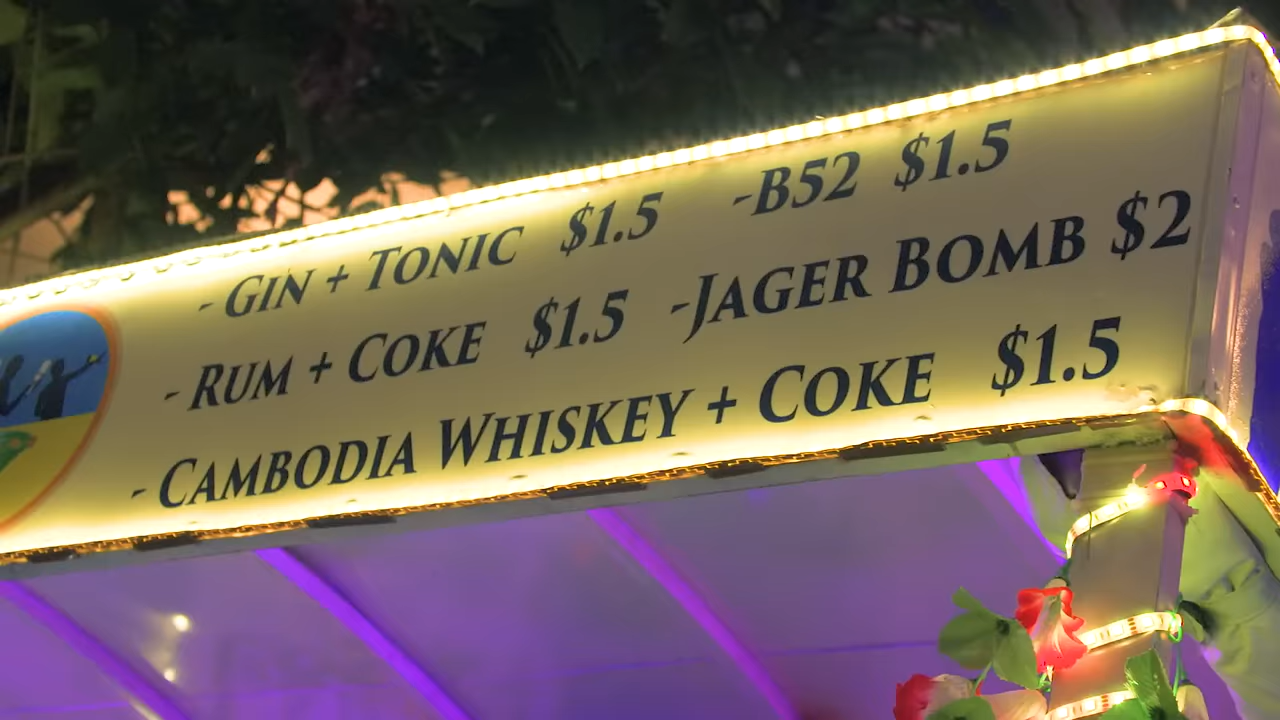 - GIN + TONIC $1.5 -B52 $1.5
- RUM + COKE $1.5 -JAGER BOMB $2
- CAMBODIA WHISKEY + COKE $1.5